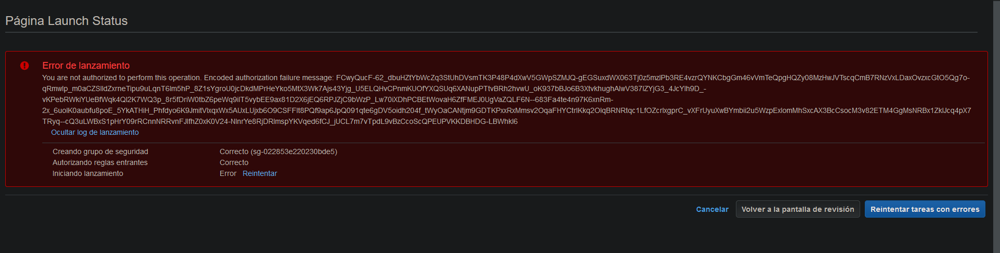 Página Launch Status
Error de lanzamiento
You are not authorized to perform this operation. Encoded authorization failure message: FCwyQucF-62_dbuHZtYbWcZq3StUhDVsmTK3P48P4dXwV5GWpSZMJQ-gEGSuxdWX063Tj0z5mzlPb3RE4vzrQYNKCbgGm46vVmTeQpgHQZy08MzHwJVTscqCmB7RNzVxLDaxOvzxcGtO5Qg7o-
qRmwlp_m0aCZSlldZxrneTipu9uLqnT6lm5hP_8Z1sYgroU0jcDkdMPrHeYko5MtX3Wk7Ajs43Yjg_U5ELQHvCPnmKUOfYXQSUq6XANupPTtvBRh2hvwU_oK937bBJo6B3XtvkhughAlwV387lZYjG3_4JcYlh9D_-
vKPebRWkiYUeBfWqk4Ql2K7WQ3p_8r5fDriW0tbZ6peWq9ilT5vybEE9ax81D2X6jEQ6RPJZjC9bWzP_Lw70iXDhPCBEtWovaH6ZfFMEJ0UgVaZQLF6N--683Fa4te4n97K6xnRm-
2x_6uolK0aubfu8poE_5YkATHiH_Phfdyo6K9JmitVlxqxWx5AUxLUjxb6O9CSFFlt8PQf9ap6JpQ091qte6gDV5oidh204f_tWyOaCANtjm9GDTKPxxRxMmsv2OqaFHYCtrlKkq2OlqBRNRtqc1LfOZcrlxgprC_vXFrUyuXwBYmbii2u5WzpExlomMhSxcAX3BcCsocM3v82ETM4GgMsNRBx1ZklJcq4pX7
TRyq--cQ3uLWBxS1pHrY09rRCnnNRRvnFJlfhZ0xK0V24-NlnrYe8RjDRlmspYKVqed6fCJ_jUCL7m7vTpdL9vBzCcoScQPEUPVKKDBHDG-LBWhkl6
Ocultar log de lanzamiento
Creando grupo de seguridad Correcto (sg-022853e220230bde5)
Autorizando reglas entrantes Correcto
Iniciando lanzamiento Error Reintentar
Cancelar Volver a la pantalla de revisión Reintentar tareas con errores